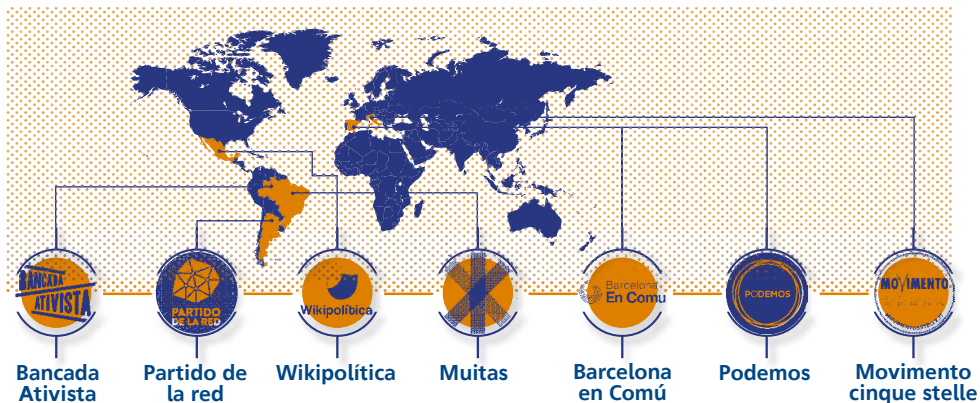 BANCADA
ATIVISTA
PARTIDO
DE LA RED
Wikipolítica
Barcelona
En Comú
PODEMOS
MOVIMENTO
Bancada
Ativista
Partido de
la red
Wikipolítica
Muitas
Barcelona
en Comú
Podemos
Movimento
cinque stelle